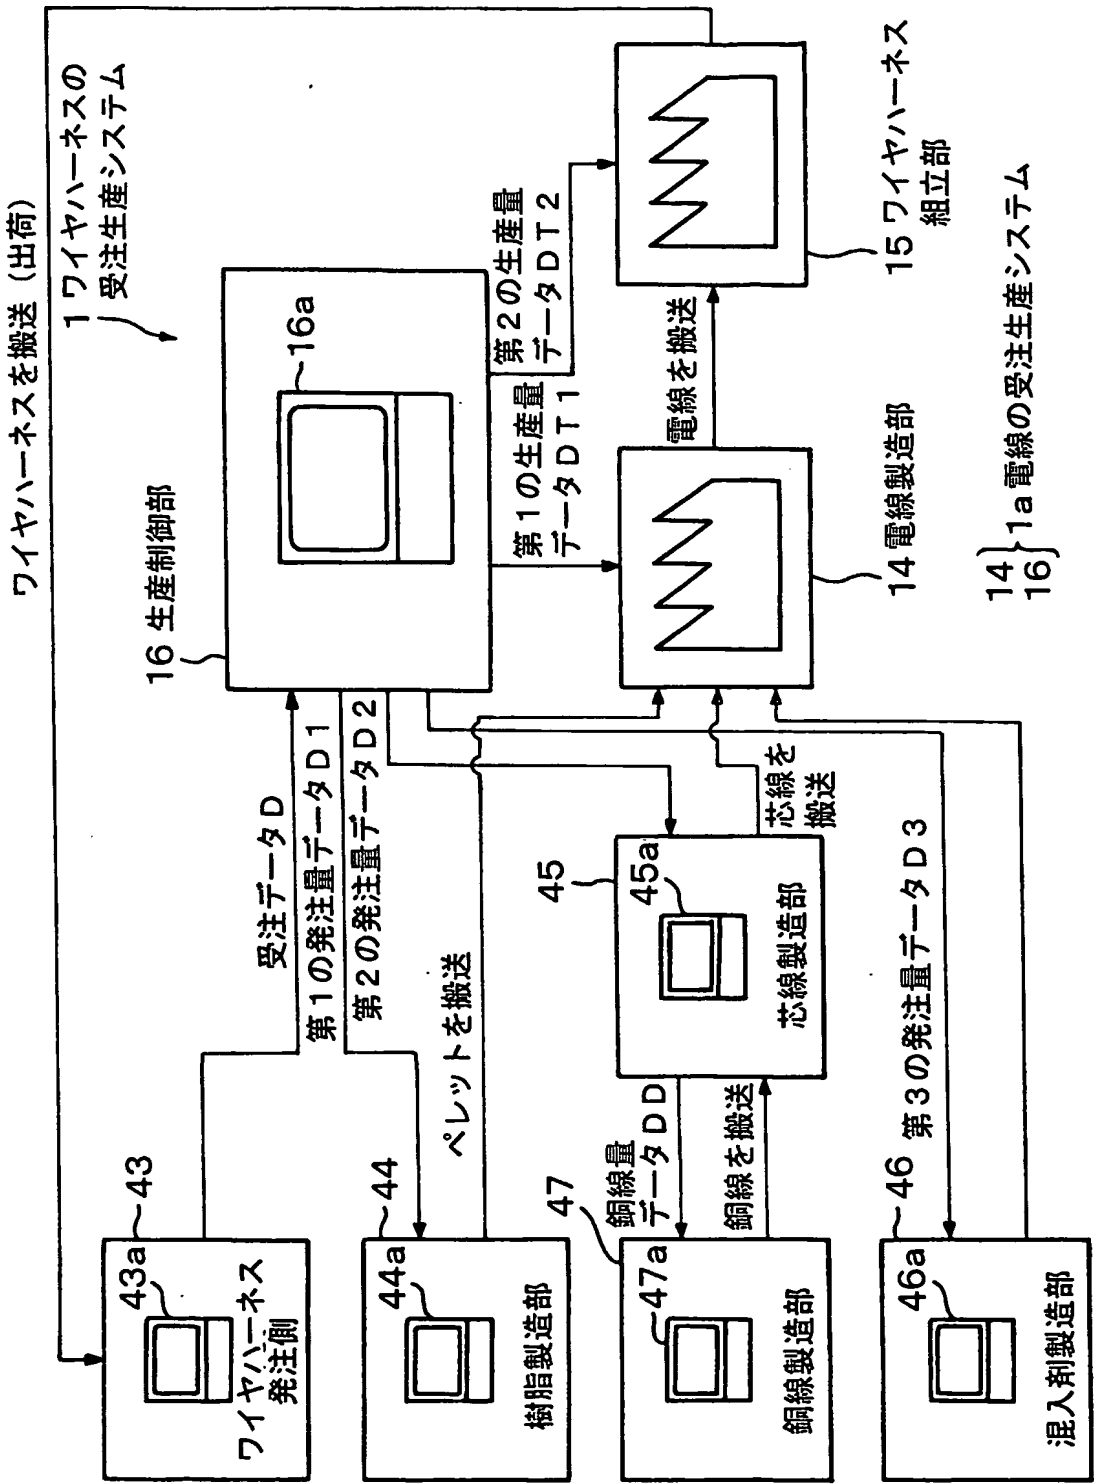 ワイヤハーネスを搬送（出荷）
1 ワイヤハーネスの
受注生産システム
16 生産制御部
16a
受注データD
第1の発注量データD1
第2の発注量データD2
第1の生産量
データDT1
第2の生産量
データDT2
43
43a
ワイヤハーネス
発注側
44
44a
樹脂製造部
ペレットを搬送
45
45a
芯線製造部
芯線を
搬送
電線を搬送
14 電線製造部
15 ワイヤハーネス
組立部
銅線量
データDD
銅線を搬送
47
47a
銅線製造部
第3の発注量データD3
46
46a
混入剤製造部
14
16
1a 電線の受注生産システム